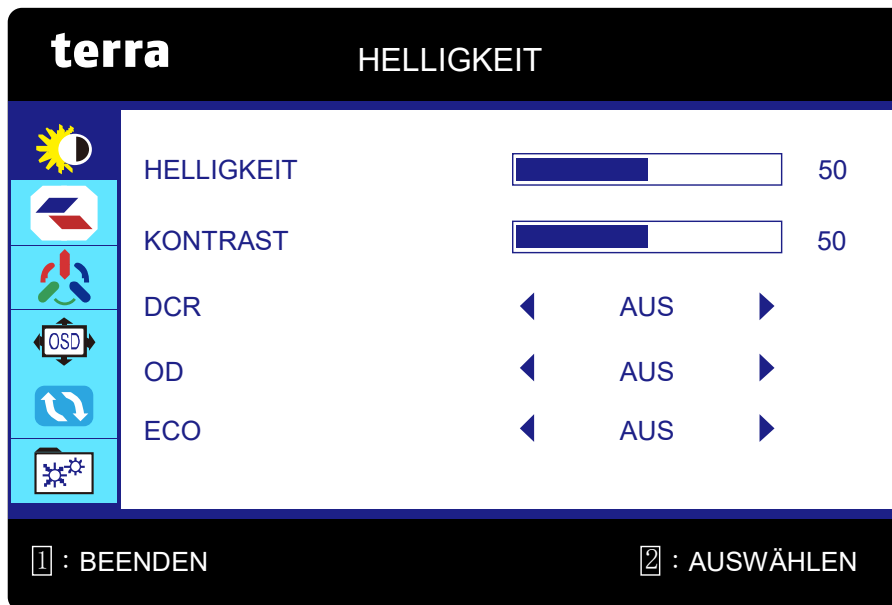 terra
HELLIGKEIT
HELLIGKEIT 50
KONTRAST 50
DCR AUS
OSD
OD AUS
ECO AUS
1 : BEENDEN
2 : AUSWÄHLEN